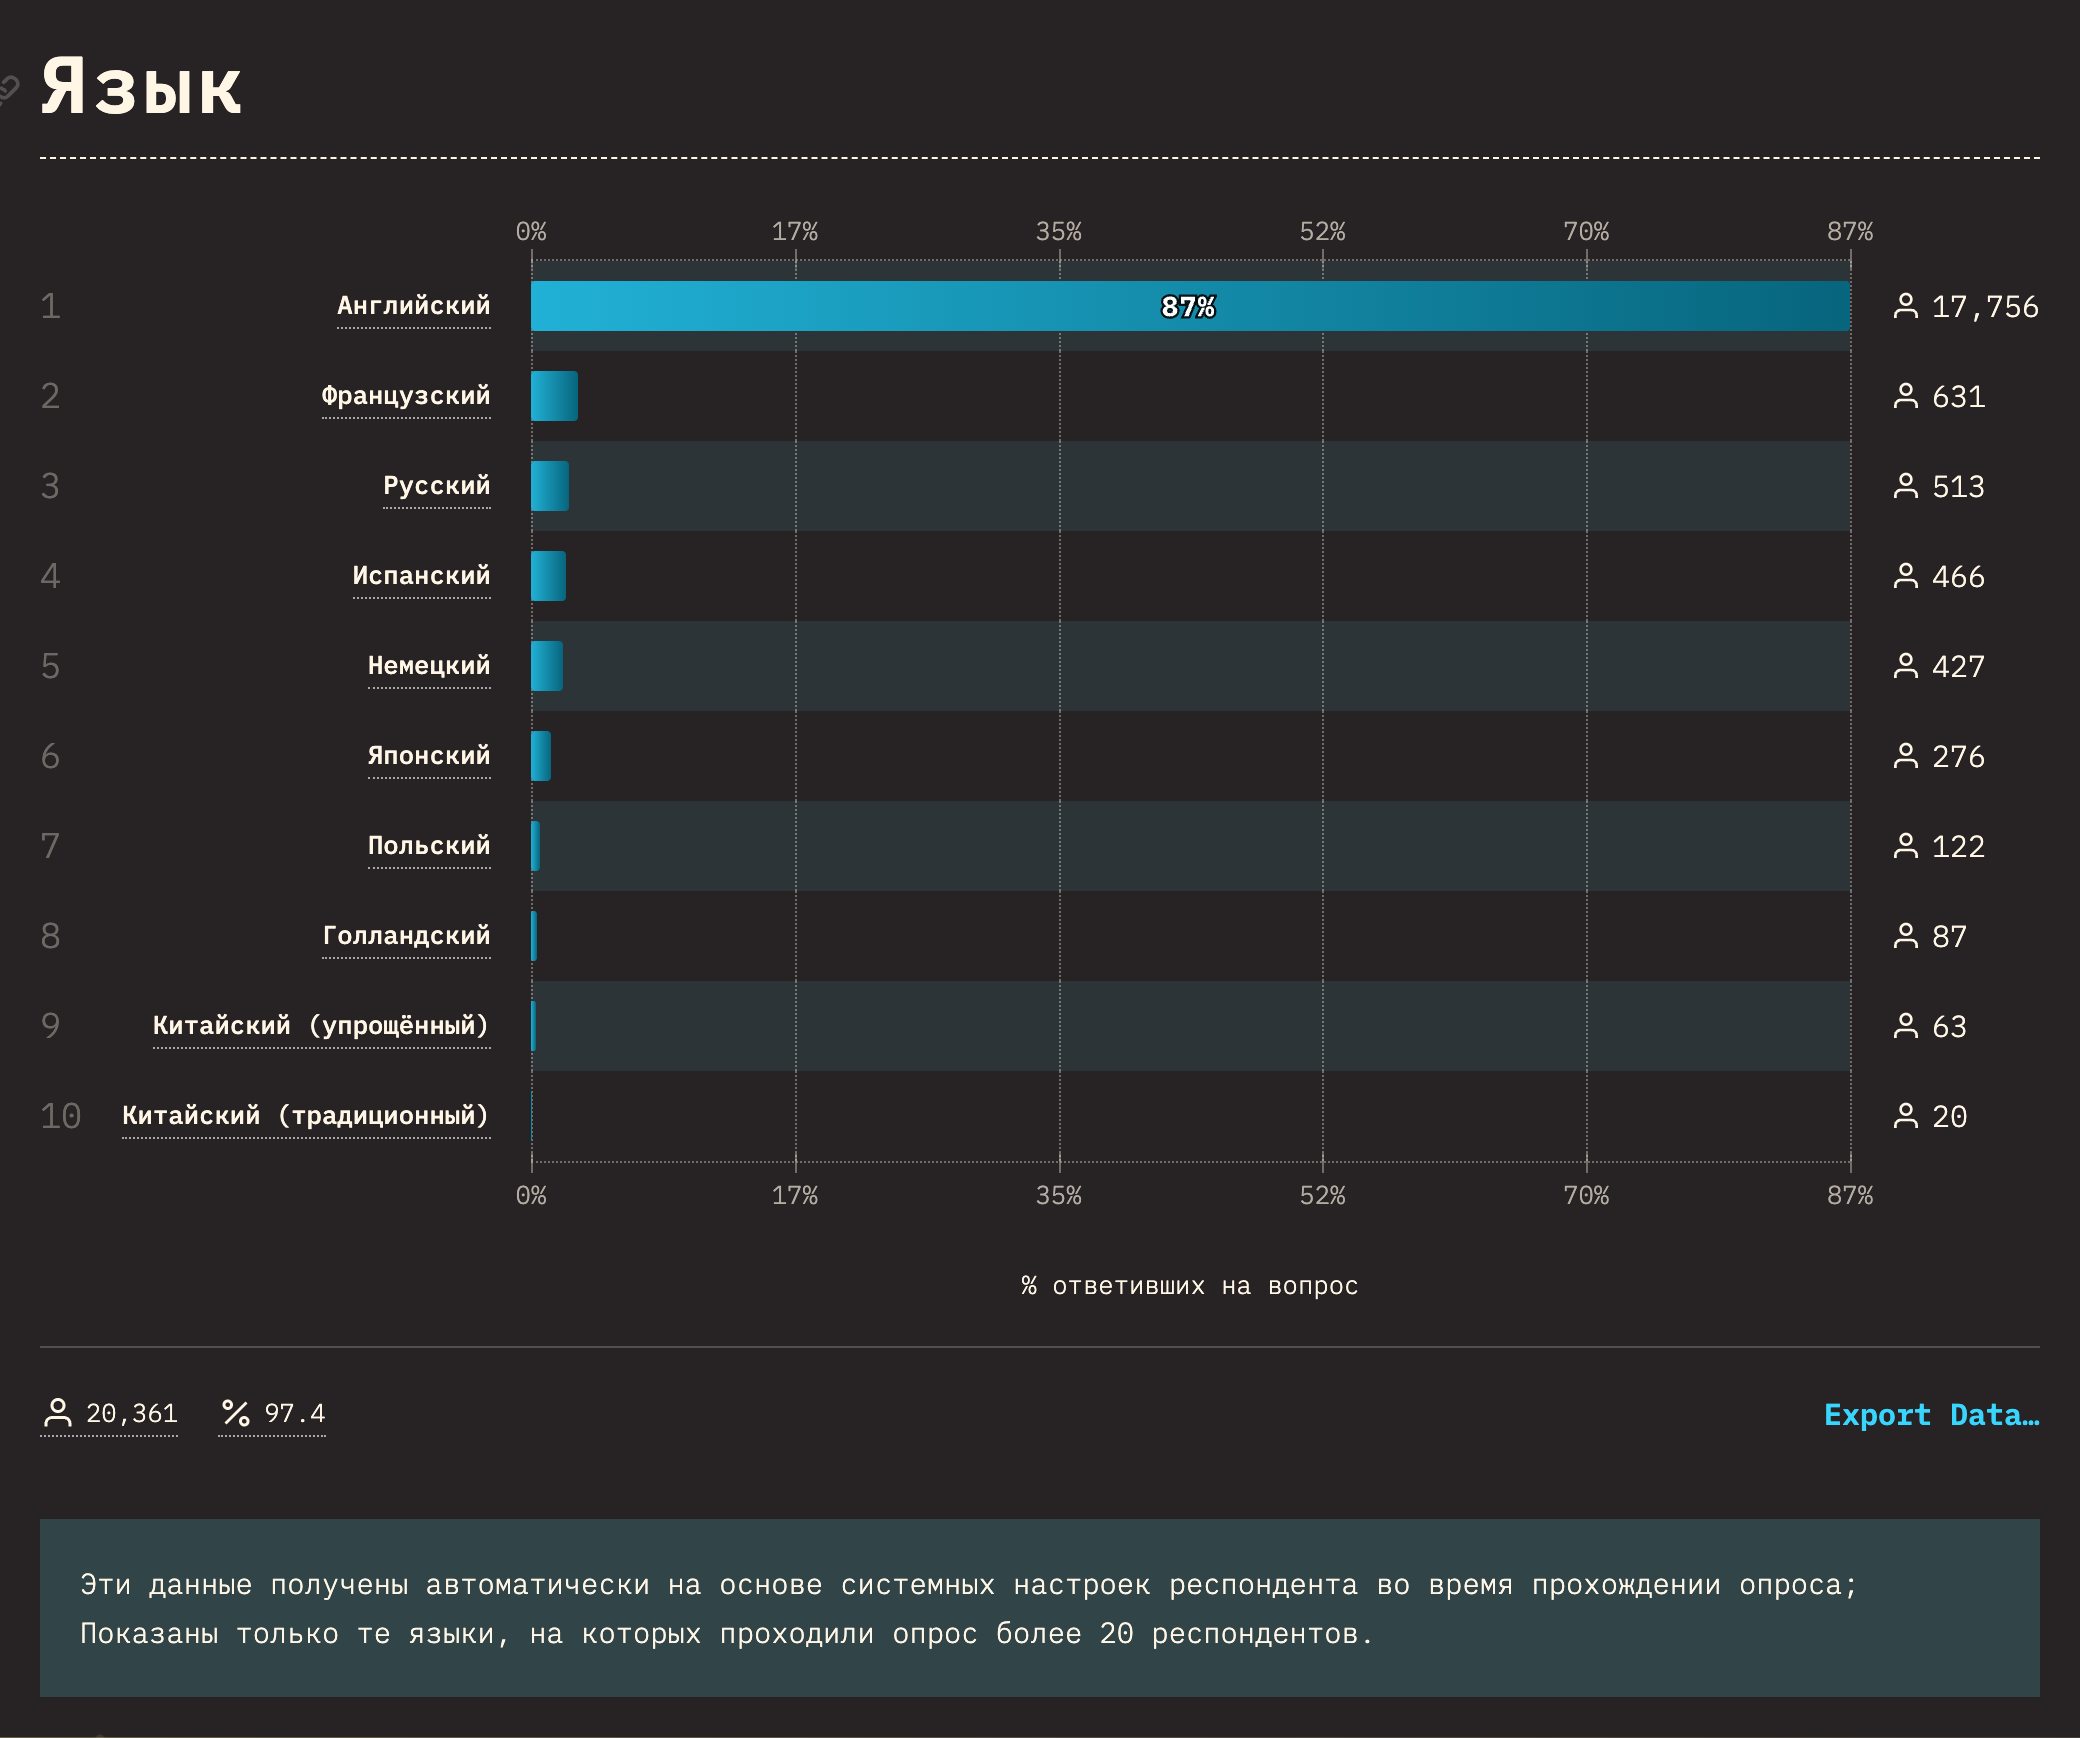 Язык
0% 17% 35% 52% 70% 87%
1 Английский 87% 17,756
2 Французский 631
3 Русский 513
4 Испанский 466
5 Немецкий 427
6 Японский 276
7 Польский 122
8 Голландский 87
9 Китайский (упрощённый) 63
10 Китайский (традиционный) 20
0% 17% 35% 52% 70% 87%
% ответивших на вопрос
20,361 % 97.4 Export Data…
Эти данные получены автоматически на основе системных настроек респондента во время прохождении опроса;
Показаны только те языки, на которых проходили опрос более 20 респондентов.